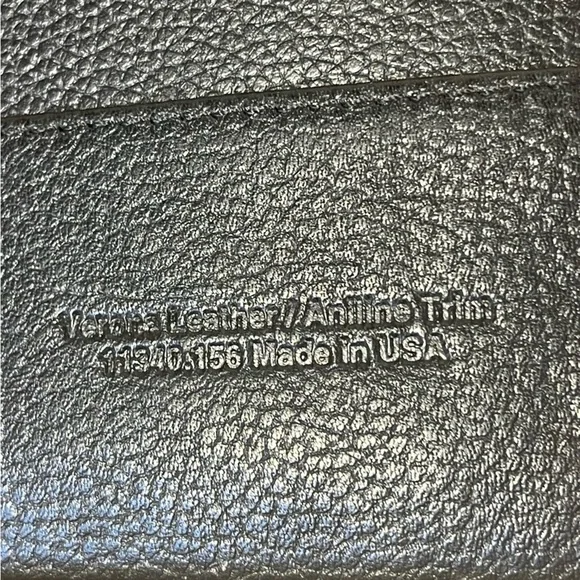 Verona Leather//Aniline Trim
11340.156 Made in USA